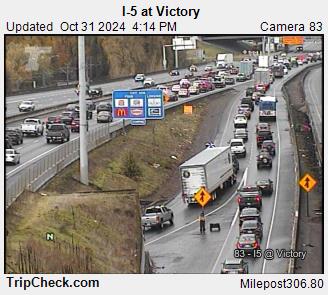 I-5 at Victory
Updated Oct 31 2024 4:14 PM Camera 83
N
83 - I5 @ Victory
TripCheck.com Milepost306.80